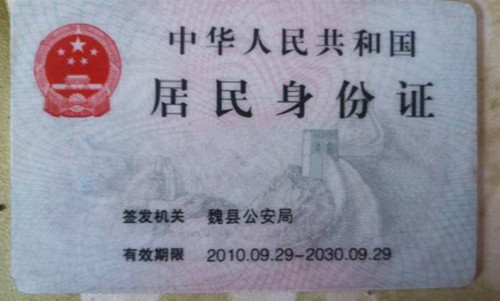 中华人民共和国
居民身份证
签发机关 魏县公安局
有效期限 2010.09.29-2030.09.29